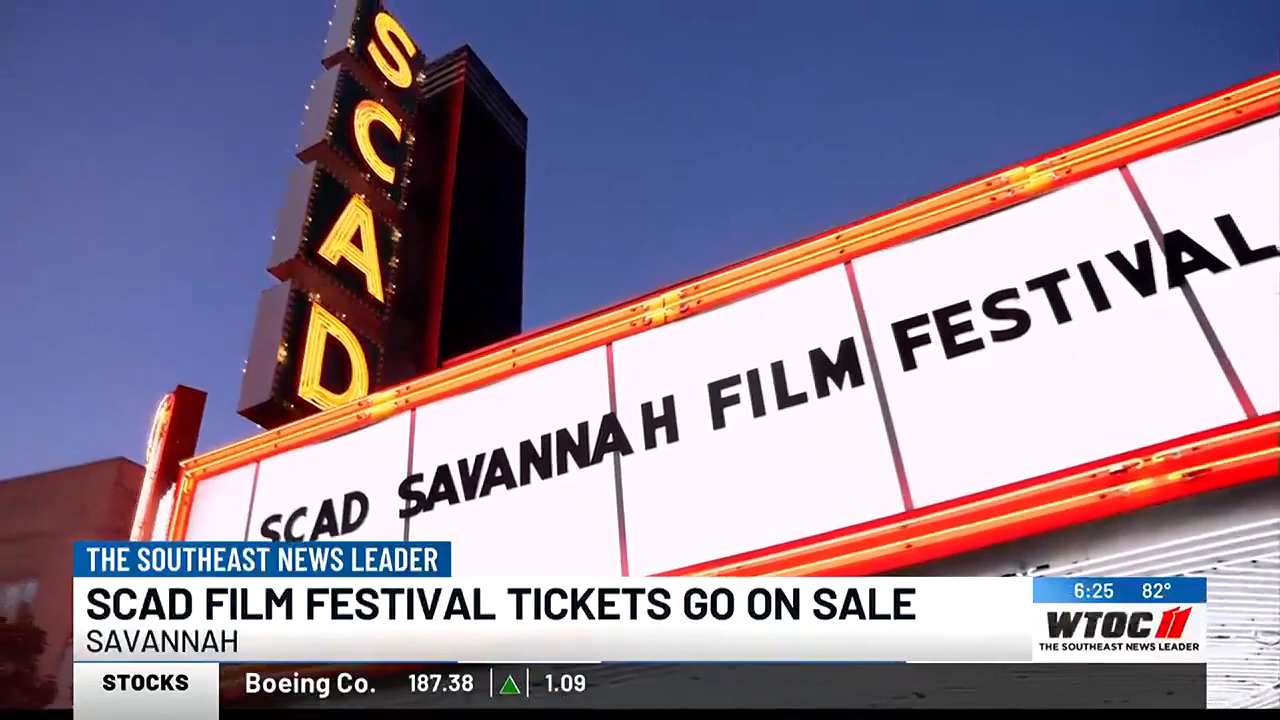 SCAD
SCAD SAVANNAH FILM FESTIVAL
THE SOUTHEAST NEWS LEADER
SCAD FILM FESTIVAL TICKETS GO ON SALE
SAVANNAH
6:25 82°
WTOC 11
THE SOUTHEAST NEWS LEADER
STOCKS Boeing Co. 187.38 1.09